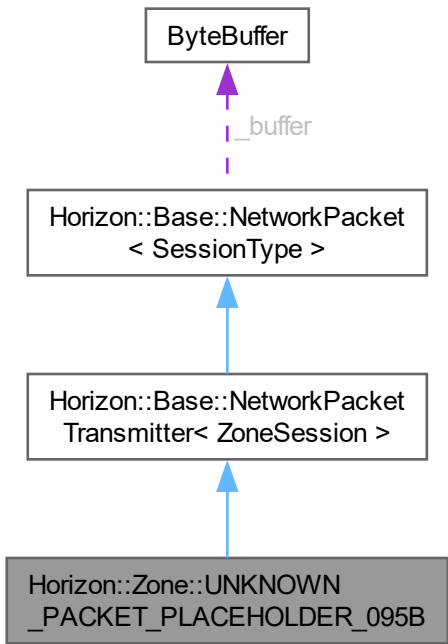 ByteBuffer
_buffer
Horizon::Base::NetworkPacket
< SessionType >
Horizon::Base::NetworkPacket
Transmitter< ZoneSession >
Horizon::Zone::UNKNOWN
_PACKET_PLACEHOLDER_095B